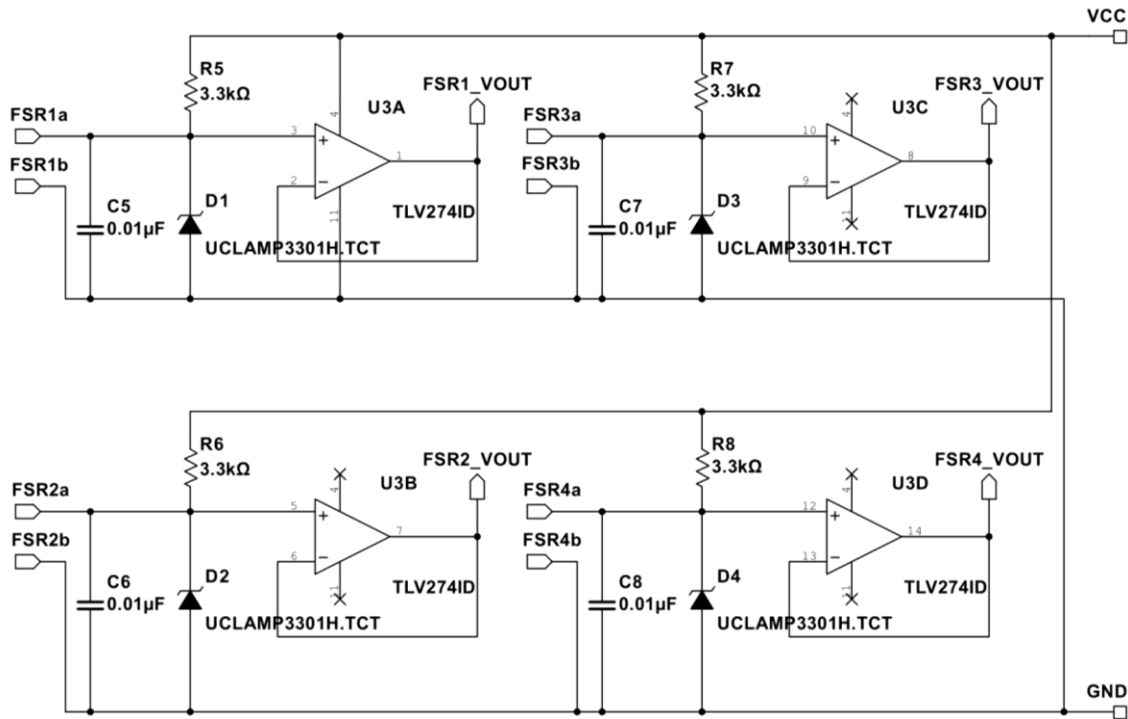 VCC
R5
3.3kΩ
FSR1_VOUT
U3A
4
FSR1a
3
1
FSR1b
2
11
D1
C5
0.01µF
TLV274ID
UCLAMP3301H.TCT
R7
3.3kΩ
FSR3_VOUT
U3C
4
FSR3a
10
8
FSR3b
9
11
D3
C7
0.01µF
TLV274ID
UCLAMP3301H.TCT
R6
3.3kΩ
FSR2_VOUT
U3B
4
FSR2a
5
7
FSR2b
6
11
D2
C6
0.01µF
TLV274ID
UCLAMP3301H.TCT
R8
3.3kΩ
FSR4_VOUT
U3D
4
FSR4a
12
14
FSR4b
13
11
D4
C8
0.01µF
TLV274ID
UCLAMP3301H.TCT
GND